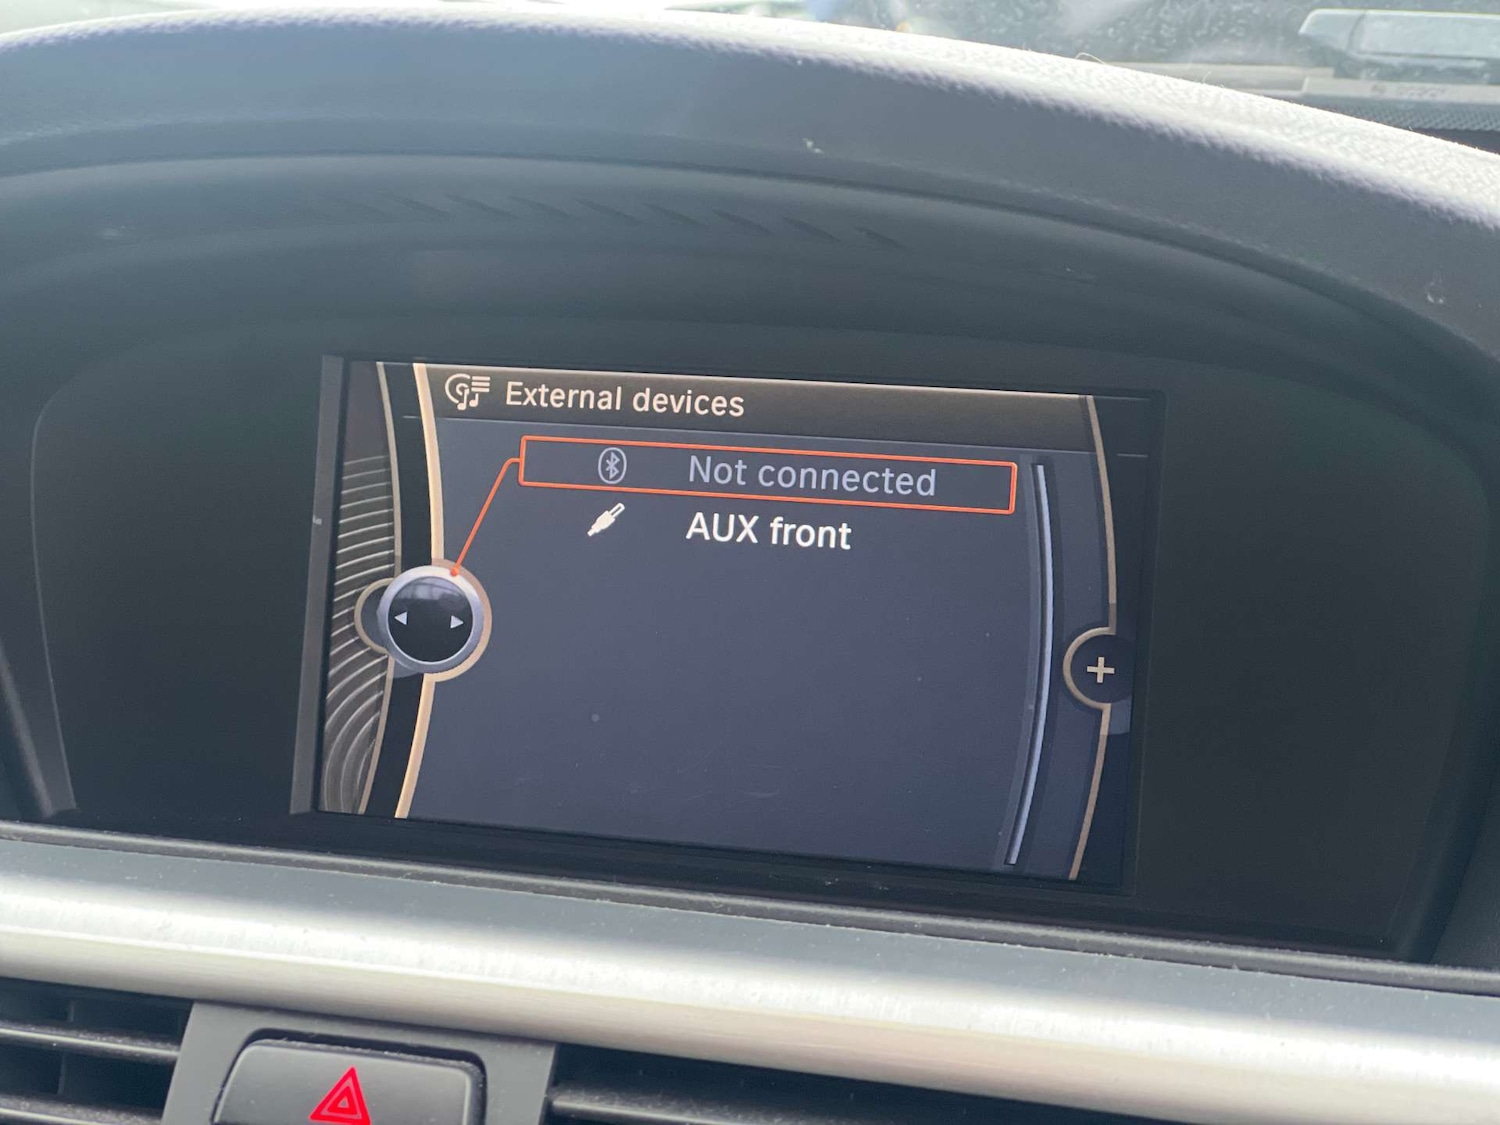 External devices
Not connected
AUX front